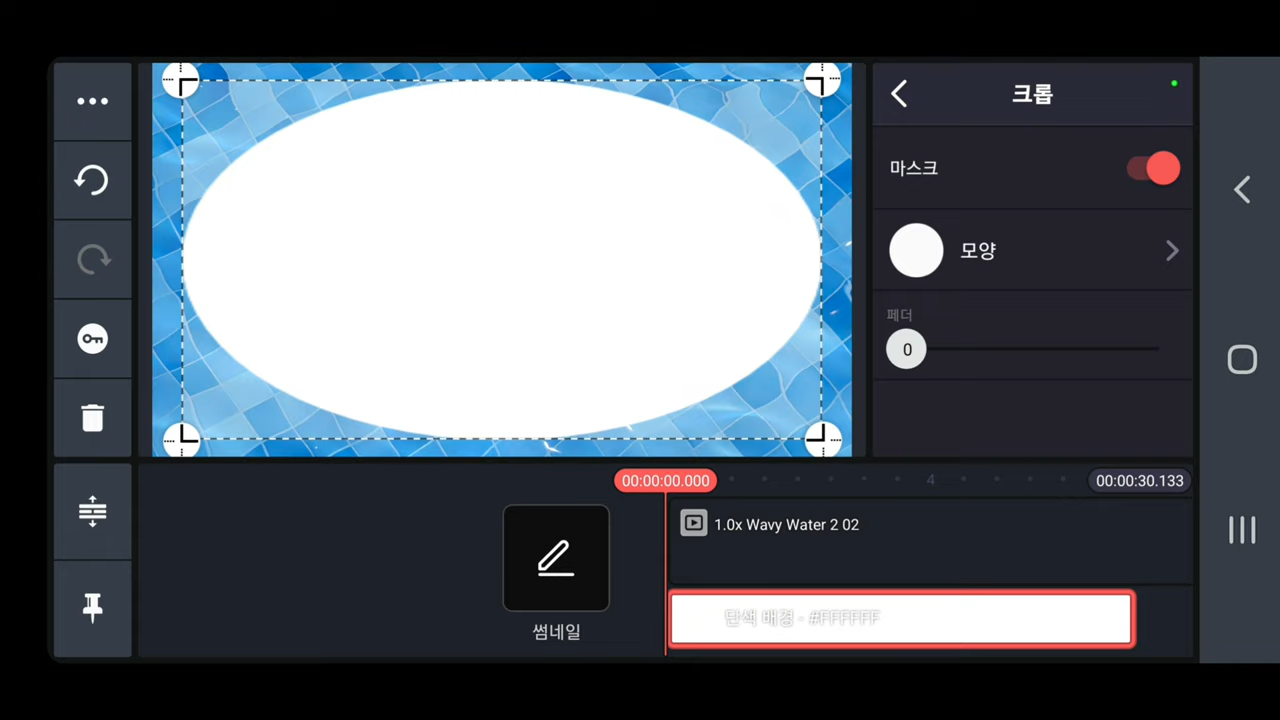 크롭
마스크
모양
페더
0
00:00:00.000
4
00:00:30.133
1.0x Wavy Water 2 02
썸네일
단색 배경 - #FFFFFF